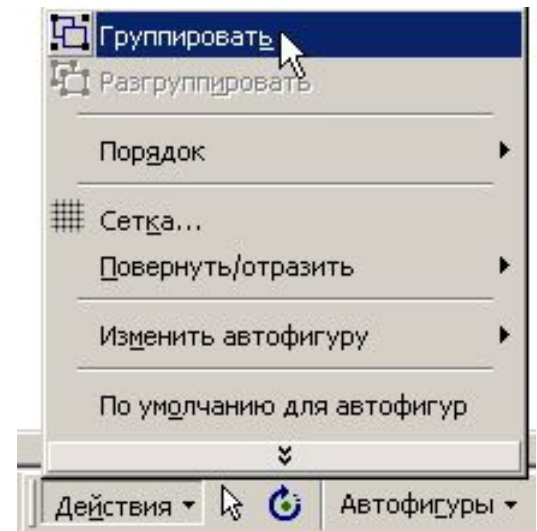 Группировать
Разгруппировать
Порядок
Сетка...
Повернуть/отразить
Изменить автофигуру
По умолчанию для автофигур
Действия Автофигуры